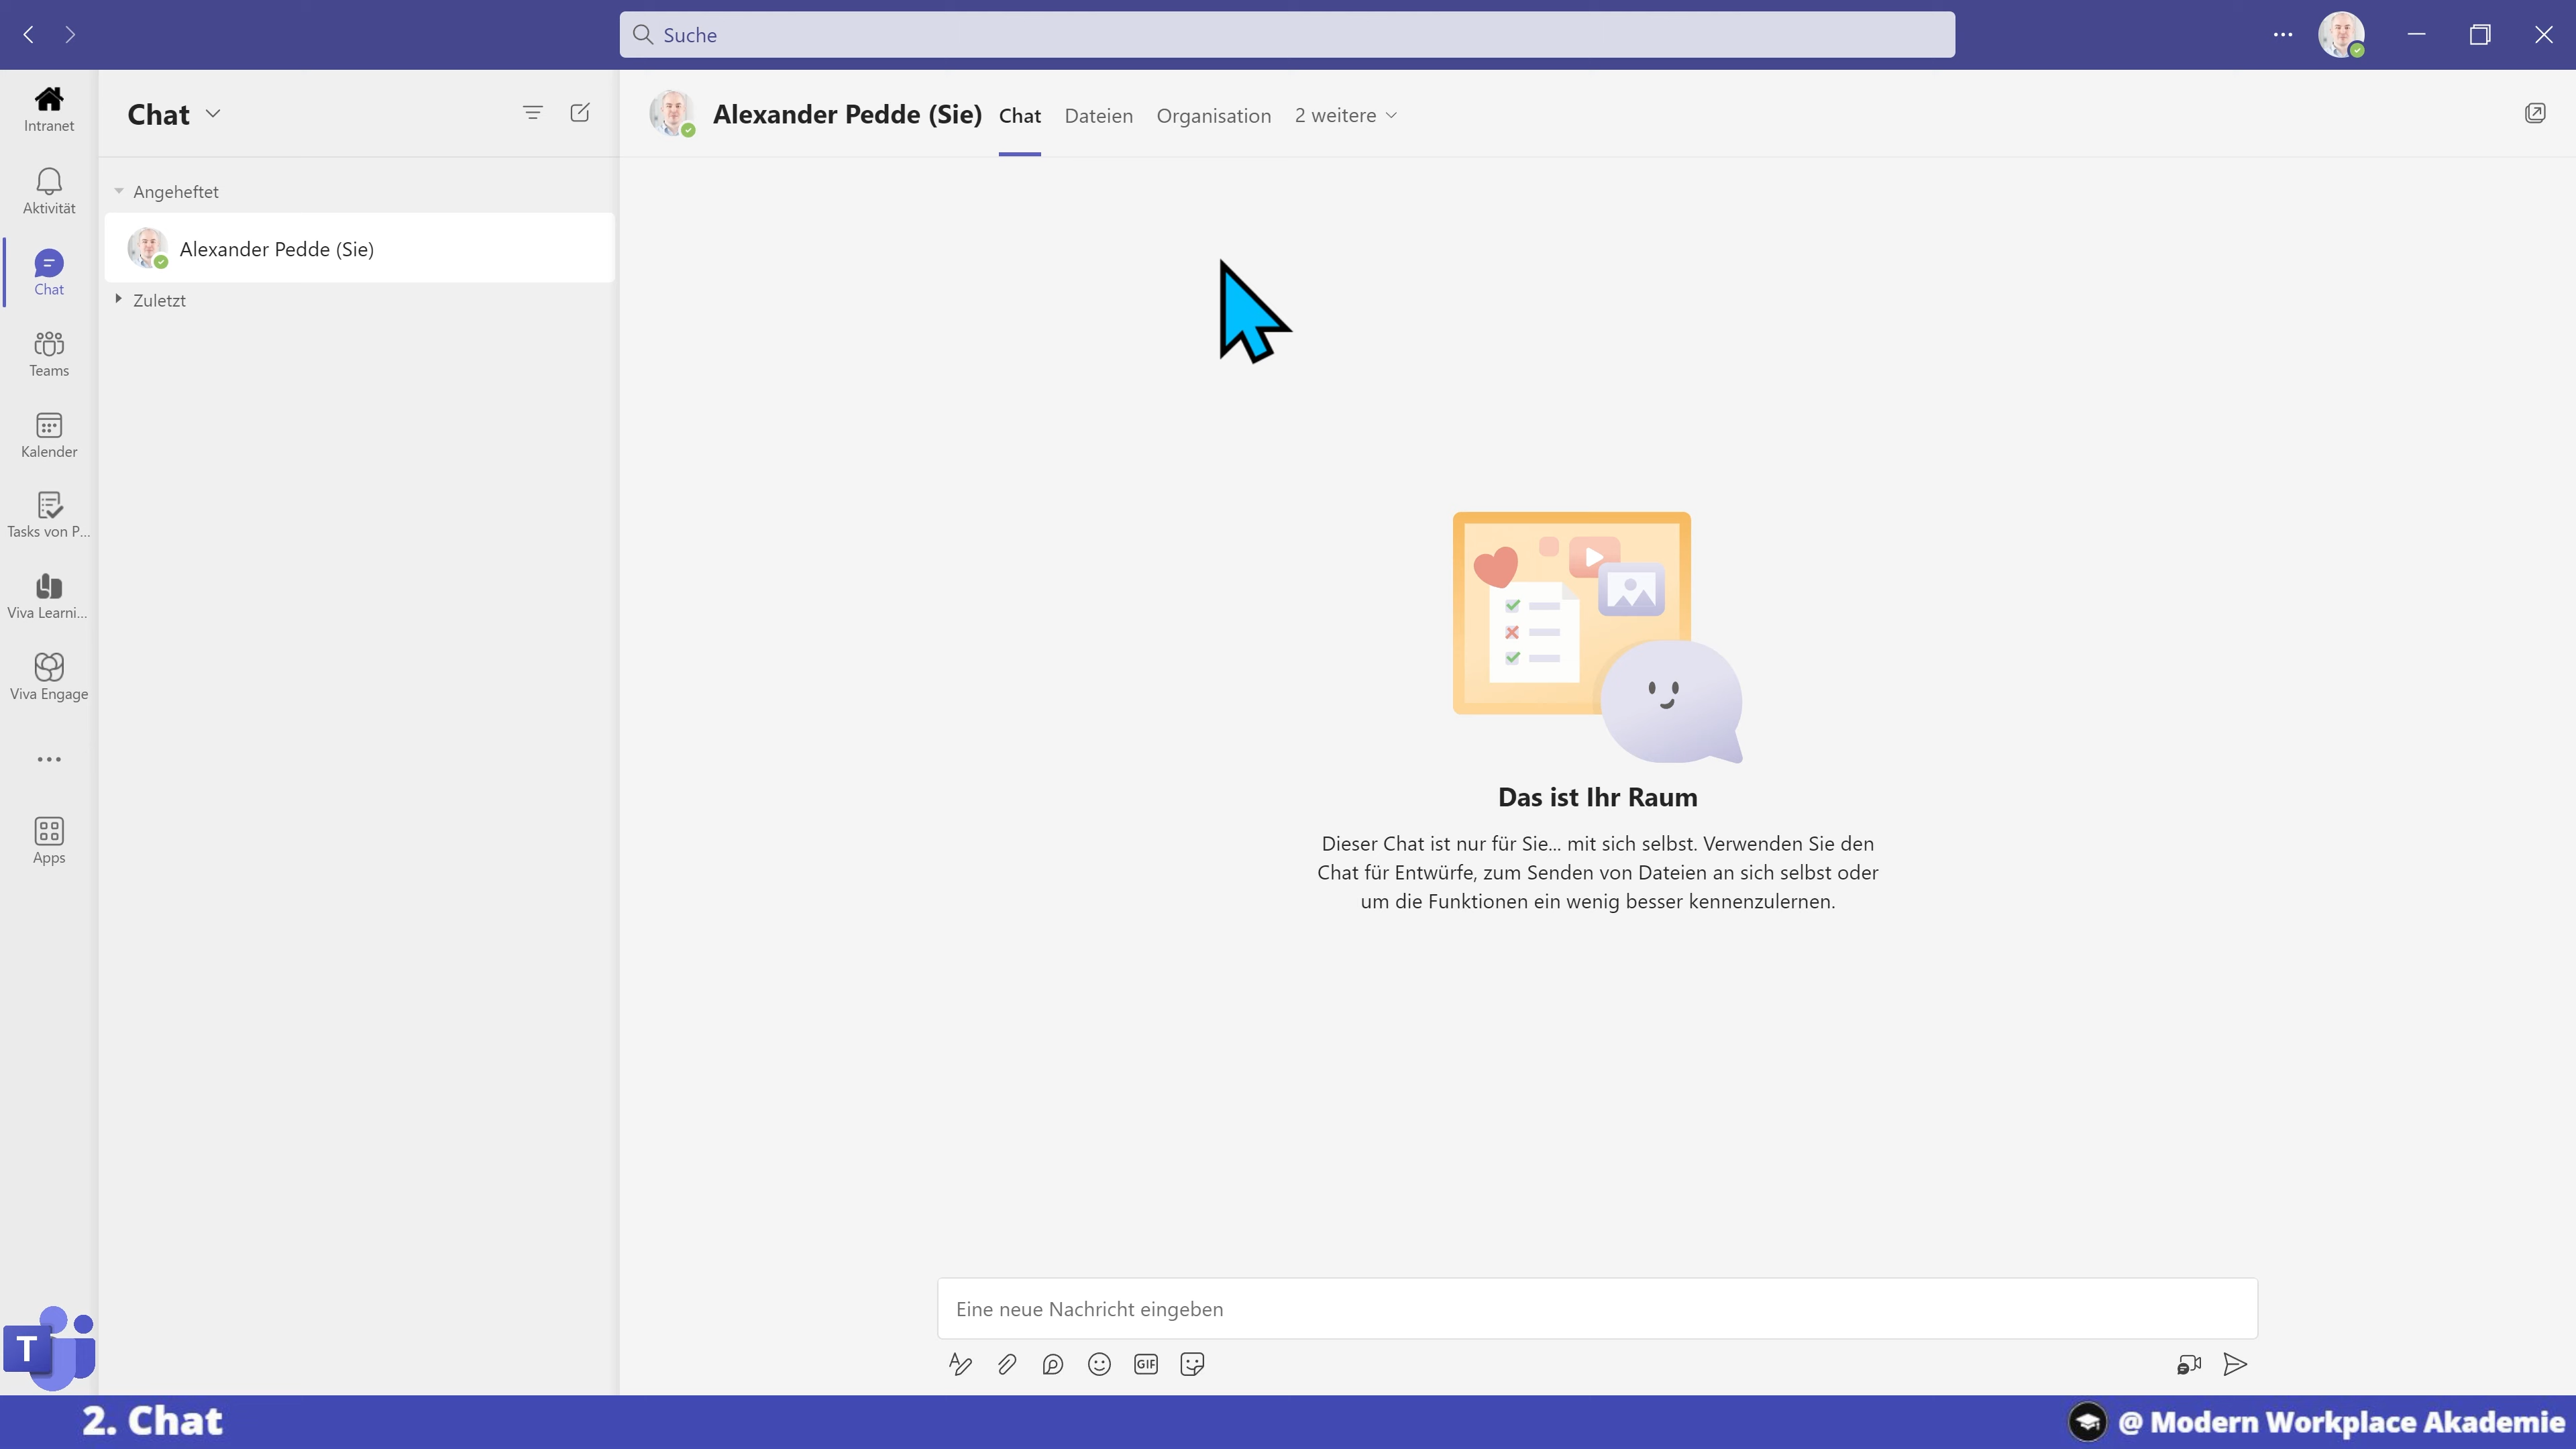 Suche
Intranet
Aktivität
Chat
Teams
Kalender
Tasks von P...
Viva Learni...
Viva Engage
Apps
Chat
Angeheftet
Alexander Pedde (Sie)
Zuletzt
Alexander Pedde (Sie) Chat Dateien Organisation 2 weitere
Das ist Ihr Raum
Dieser Chat ist nur für Sie... mit sich selbst. Verwenden Sie den
Chat für Entwürfe, zum Senden von Dateien an sich selbst oder
um die Funktionen ein wenig besser kennenzulernen.
Eine neue Nachricht eingeben
GIF
T
2. Chat
@ Modern Workplace Akademie